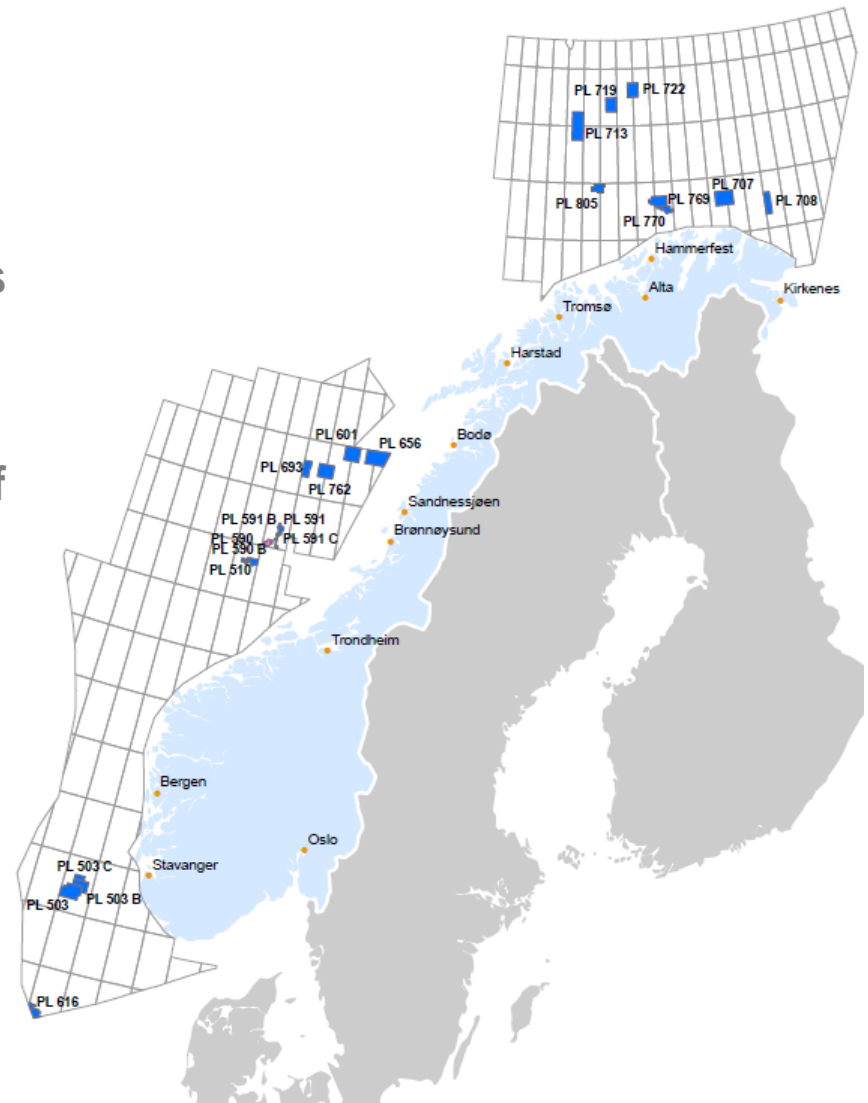 PL 719
PL 722
PL 713
PL 805
PL 769
PL 707
PL 770
PL 708
Hammerfest
Alta
Kirkenes
Tromsø
s
Harstad
PL 601
PL 656
Bodø
PL 693
PL 762
f
Sandnessjøen
PL 591 B
PL 591
Brønnøysund
PL 590
PL 591 C
PL 590 B
PL 510
Trondheim
Bergen
Oslo
Stavanger
PL 503 C
PL 503 B
PL 503
PL 616